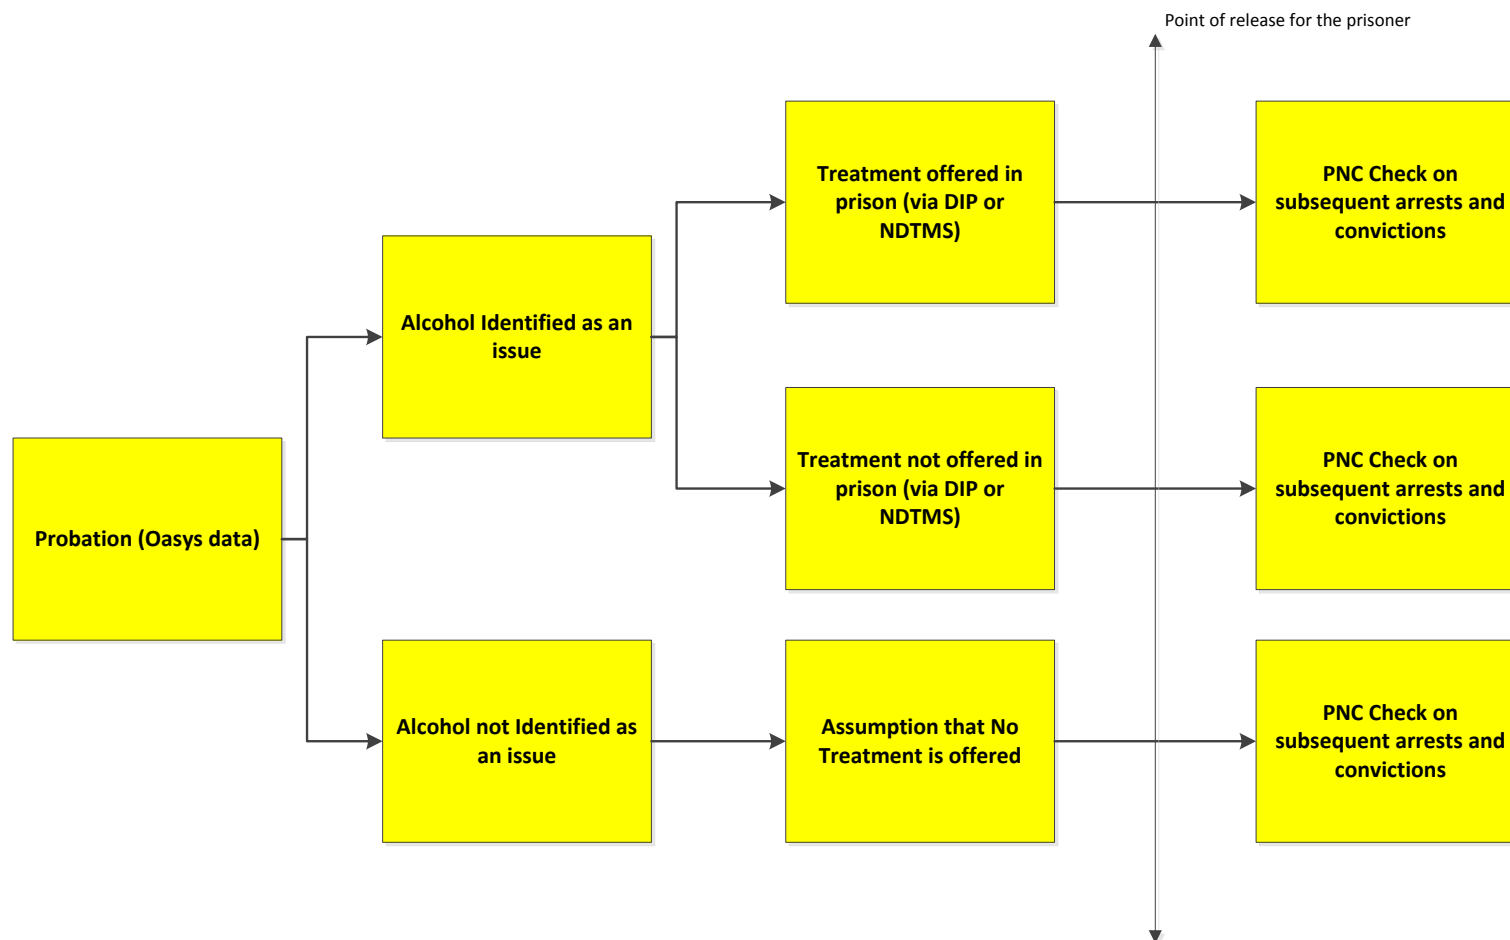 Point of release for the prisoner
Treatment offered in
prison (via DIP or
NDTMS)
PNC Check on
subsequent arrests and
convictions
Alcohol Identified as an
issue
Treatment not offered in
prison (via DIP or
NDTMS)
PNC Check on
subsequent arrests and
convictions
Probation (Oasys data)
Alcohol not Identified as
an issue
Assumption that No
Treatment is offered
PNC Check on
subsequent arrests and
convictions